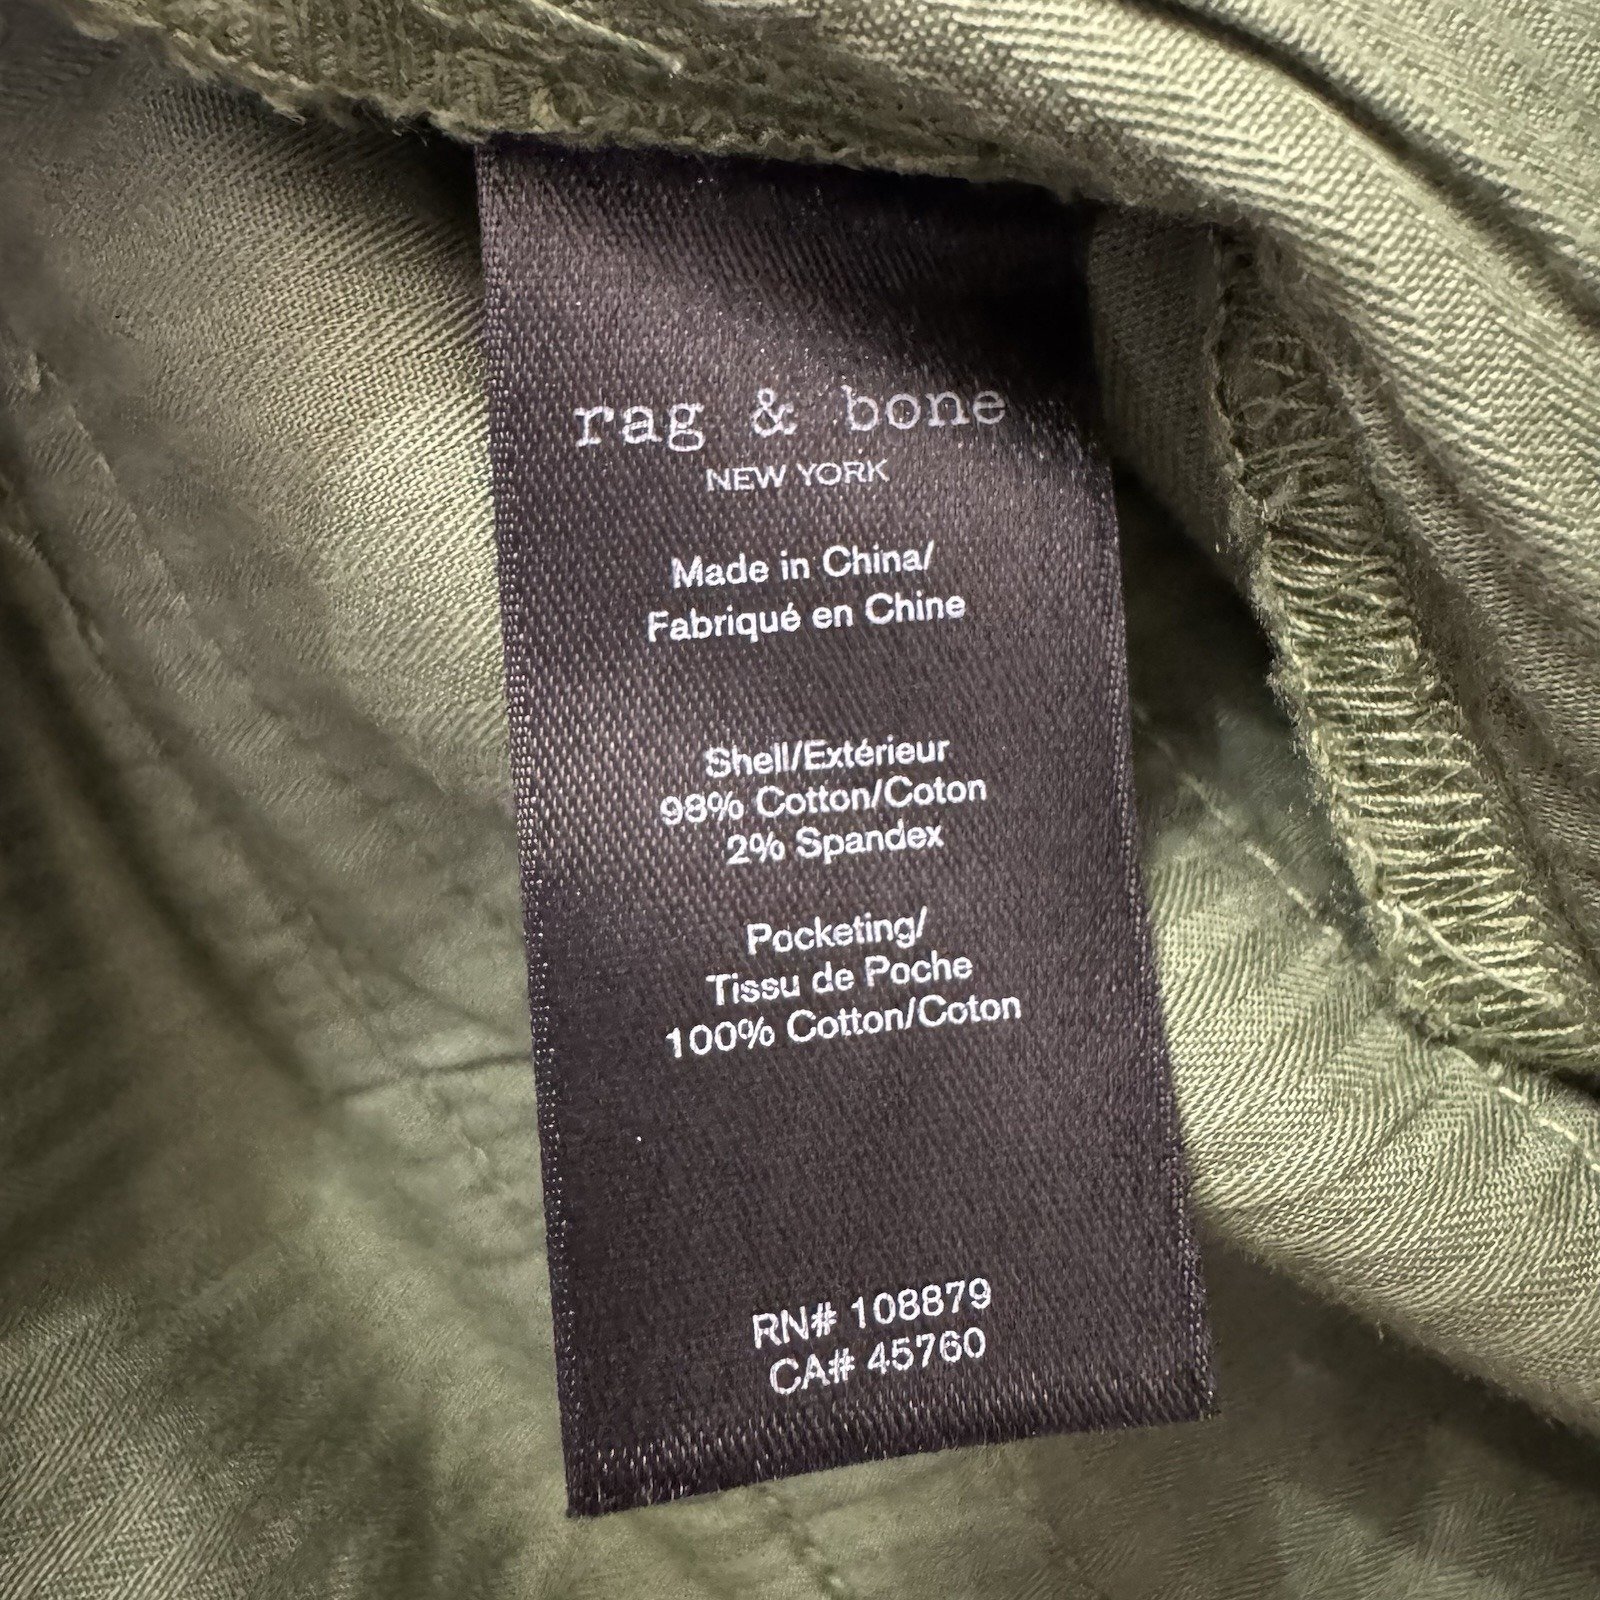 rag & bone
NEW YORK
Made in China/
Fabriqué en Chine
Shell/Extérieur
98% Cotton/Coton
2% Spandex
Pocketing/
Tissu de Poche
100% Cotton/Coton
RN# 108879
CA# 45760